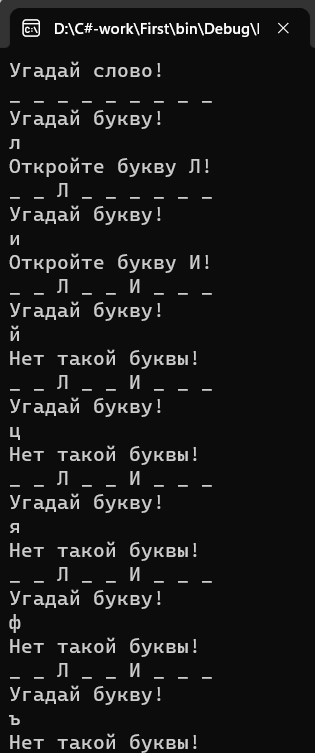 D:\C#-work\First\bin\Debug\
Угадай слово!
_ _ _ _ _ _ _ _ _
Угадай букву!
л
Откройте букву Л!
_ _ Л _ _ _ _ _ _
Угадай букву!
и
Откройте букву И!
_ _ Л _ _ И _ _ _
Угадай букву!
й
Нет такой буквы!
_ _ Л _ _ И _ _ _
Угадай букву!
ц
Нет такой буквы!
_ _ Л _ _ И _ _ _
Угадай букву!
я
Нет такой буквы!
_ _ Л _ _ И _ _ _
Угадай букву!
ф
Нет такой буквы!
_ _ Л _ _ И _ _ _
Угадай букву!
ъ
Нет такой буквы!